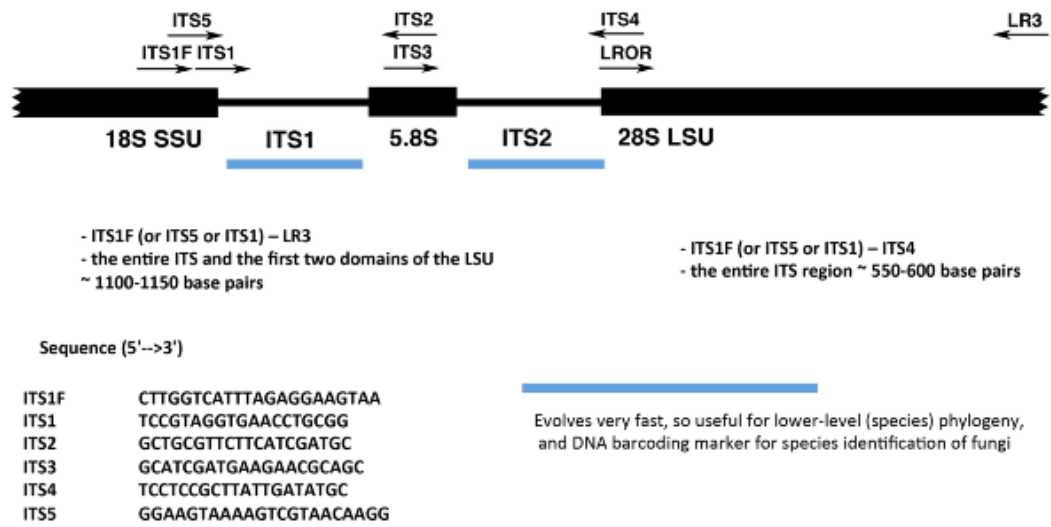 ITS5 ITS2 ITS4 LR3
ITS1F ITS1 ITS3 LROR
18S SSU ITS1 5.8S ITS2 28S LSU
- ITS1F (or ITS5 or ITS1) – LR3
- the entire ITS and the first two domains of the LSU
~ 1100-1150 base pairs
- ITS1F (or ITS5 or ITS1) – ITS4
- the entire ITS region ~ 550-600 base pairs
Sequence (5'-->3')
ITS1F CTTGGTCATTTAGAGGAAGTAA
ITS1 TCCGTAGGTGAACCTGCGG
ITS2 GCTGCGTTCTTCATCGATGC
ITS3 GCATCGATGAAGAACGCAGC
ITS4 TCCTCCGCTTATTGATATGC
ITS5 GGAAGTAAAAGTCGTAACAAGG
Evolves very fast, so useful for lower-level (species) phylogeny,
and DNA barcoding marker for species identification of fungi